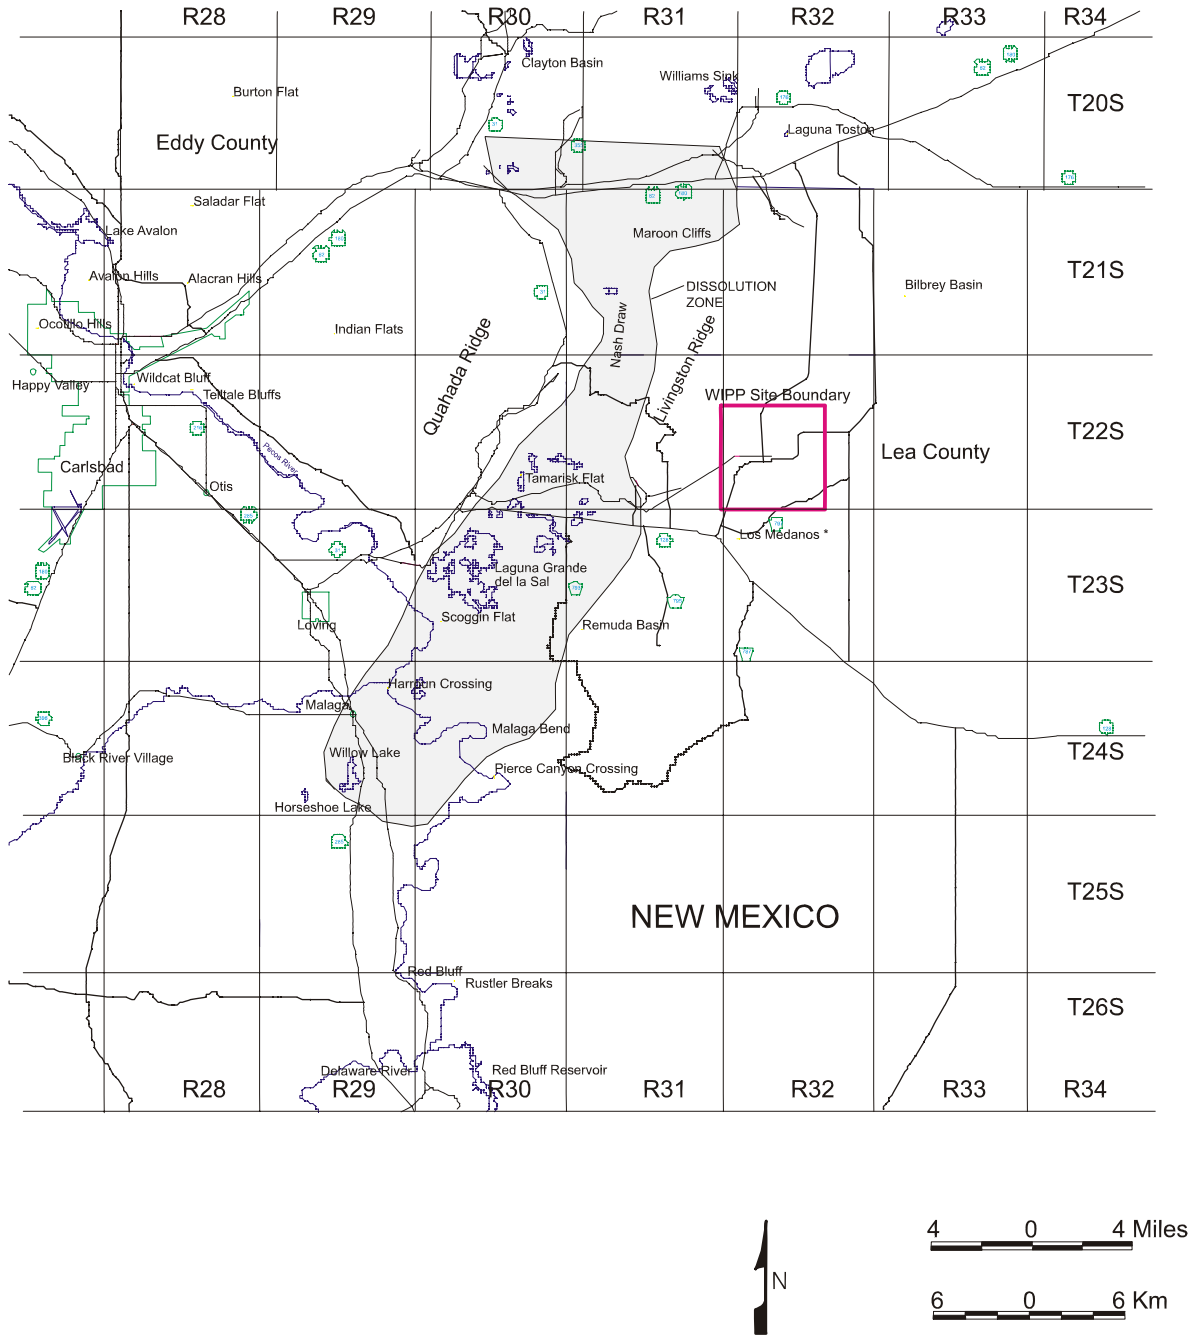 R28 R29 R30 R31 R32 R33 R34
Clayton Basin
Williams Sink
Burton Flat
T20S
Laguna Toston
Eddy County
Saladar Flat
Lake Avalon
Maroon Cliffs
Avalon Hills
Alacran Hills
T21S
DISSOLUTION
ZONE
Bilbrey Basin
Ocotillo Hills
Indian Flats
Nash Draw
Livingston Ridge
Quahada Ridge
Happy Valley
Wildcat Bluff
Telltale Bluffs
WIPP Site Boundary
T22S
Lea County
Pecos River
Carlsbad
Tamarisk Flat
Otis
Los Medanos *
Laguna Grande
del la Sal
T23S
Scoggin Flat
Loving
Remuda Basin
Harroun Crossing
Malaga
Malaga Bend
Willow Lake
T24S
Black River Village
Pierce Canyon Crossing
Horseshoe Lake
T25S
NEW MEXICO
Red Bluff
Rustler Breaks
T26S
Delaware River
Red Bluff Reservoir
R28 R29 R30 R31 R32 R33 R34
4 0 4 Miles
N
6 0 6 Km